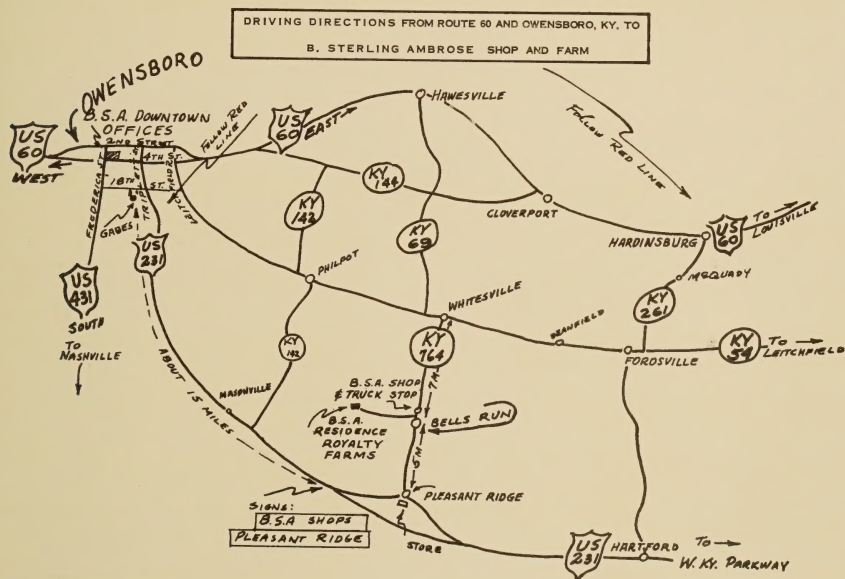 DRIVING DIRECTIONS FROM ROUTE 60 AND OWENSBORO, KY. TO
B. STERLING AMBROSE SHOP AND FARM
OWENSBORO
B.S.A. DOWNTOWN
OFFICES
2ND STREET
4TH ST.
18TH ST.
FREDERICA ST.
TRIPLETT ST.
GABES
FOLLOW RED
LINE
US
60
WEST
US
60
EAST
HAWESVILLE
FOLLOW RED LINE
KY
144
CLOVERPORT
HARDINSBURG
US
60
TO
LOUISVILLE
MCQUADY
KY
261
KY
142
KY
69
PHILPOT
WHITESVILLE
DEANFIELD
FORDSVILLE
KY
54
TO
LEITCHFIELD
US
231
US
431
SOUTH
TO
NASHVILLE
ABOUT 15 MILES
KY
142
MASONVILLE
KY
764
7M
B.S.A. SHOP
& TRUCK STOP
B.S.A.
RESIDENCE
ROYALTY
FARMS
BELLS RUN
5M
PLEASANT RIDGE
SIGNS:
B.S.A SHOPS
PLEASANT RIDGE
STORE
US
231
HARTFORD
TO
W. KY. PARKWAY